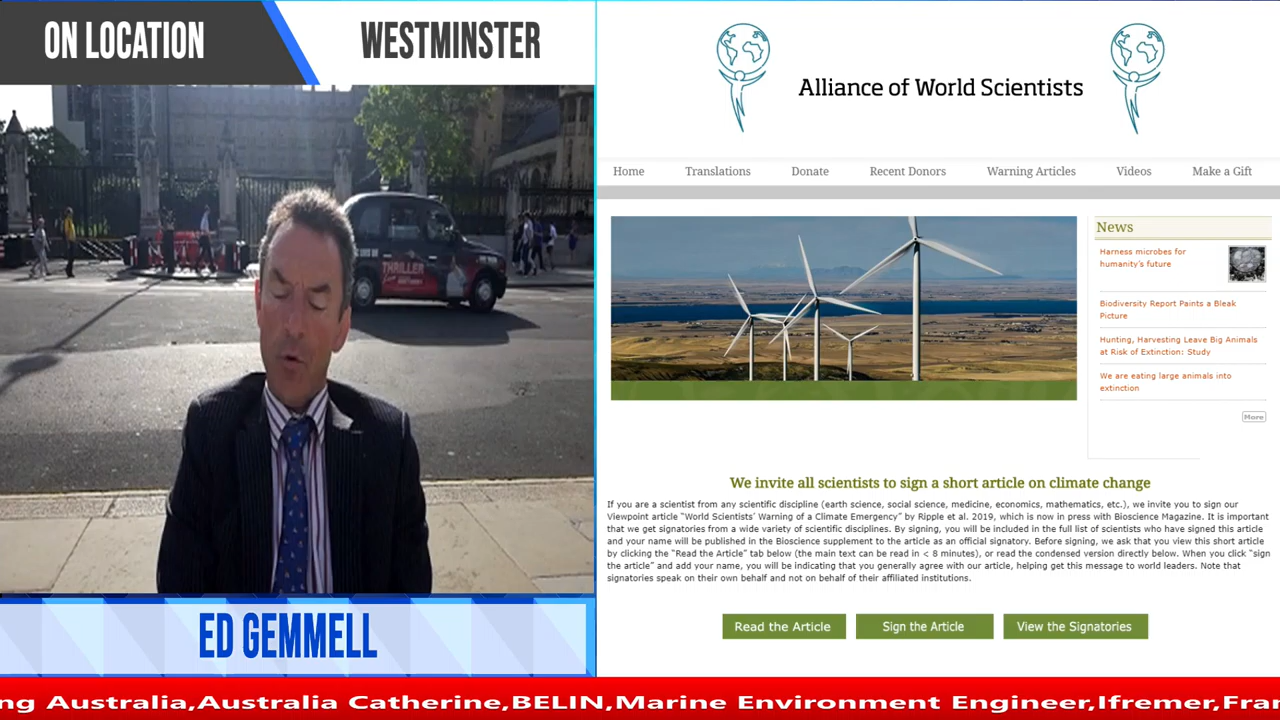 ON LOCATION
WESTMINSTER
THRILLER
ED GEMMELL
Alliance of World Scientists
Home Translations Donate Recent Donors Warning Articles Videos Make a Gift
News
Harness microbes for
humanity's future
Biodiversity Report Paints a Bleak
Picture
Hunting, Harvesting Leave Big Animals
at Risk of Extinction: Study
We are eating large animals into
extinction
More
We invite all scientists to sign a short article on climate change
If you are a scientist from any scientific discipline (earth science, social science, medicine, economics, mathematics, etc.), we invite you to sign our
Viewpoint article "World Scientists' Warning of a Climate Emergency" by Ripple et al. 2019, which is now in press with Bioscience Magazine. It is important
that we get signatories from a wide variety of scientific disciplines. By signing, you will be included in the full list of scientists who have signed this article
and your name will be published in the Bioscience supplement to the article as an official signatory. Before signing, we ask that you view this short article
by clicking the "Read the Article" tab below (the main text can be read in < 8 minutes), or read the condensed version directly below. When you click "sign
the article" and add your name, you will be indicating that you generally agree with our article, helping get this message to world leaders. Note that
signatories speak on their own behalf and not on behalf of their affiliated institutions.
Read the Article Sign the Article View the Signatories
ng Australia,Australia Catherine,BELIN,Marine Environment Engineer,Ifremer,Fran